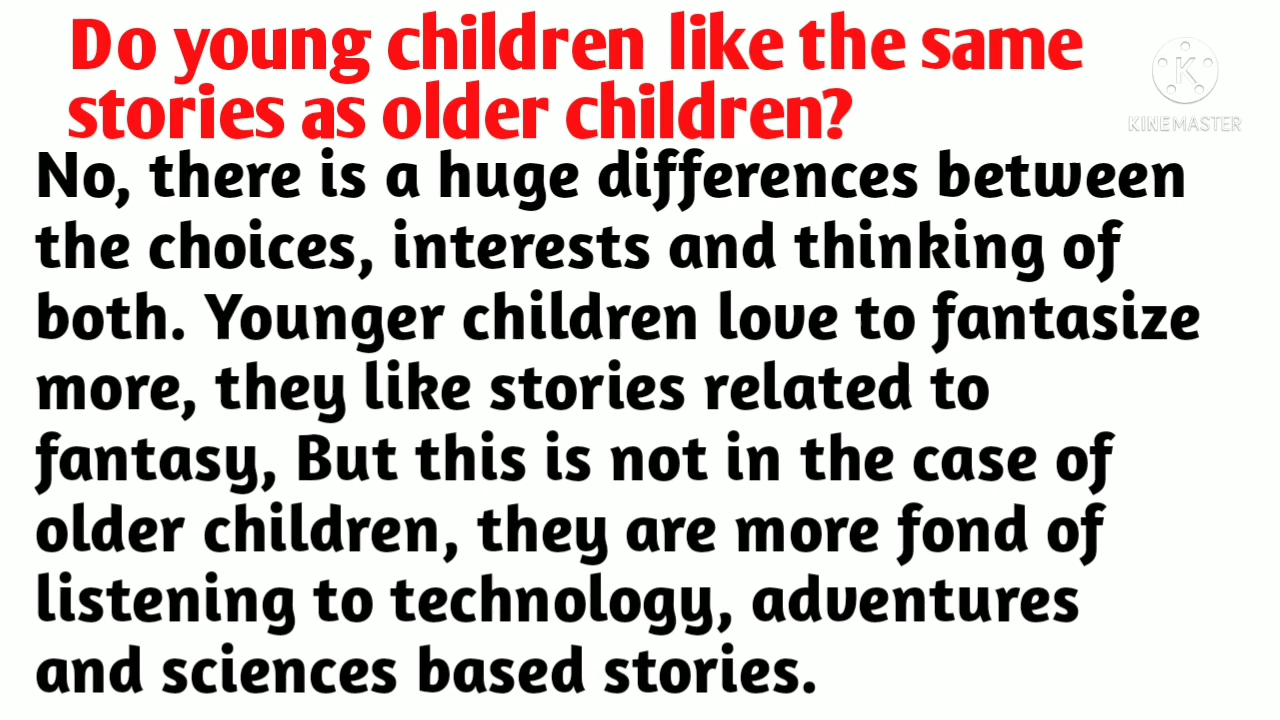 Do young children like the same
stories as older children?
KINEMASTER
No, there is a huge differences between
the choices, interests and thinking of
both. Younger children love to fantasize
more, they like stories related to
fantasy, But this is not in the case of
older children, they are more fond of
listening to technology, adventures
and sciences based stories.